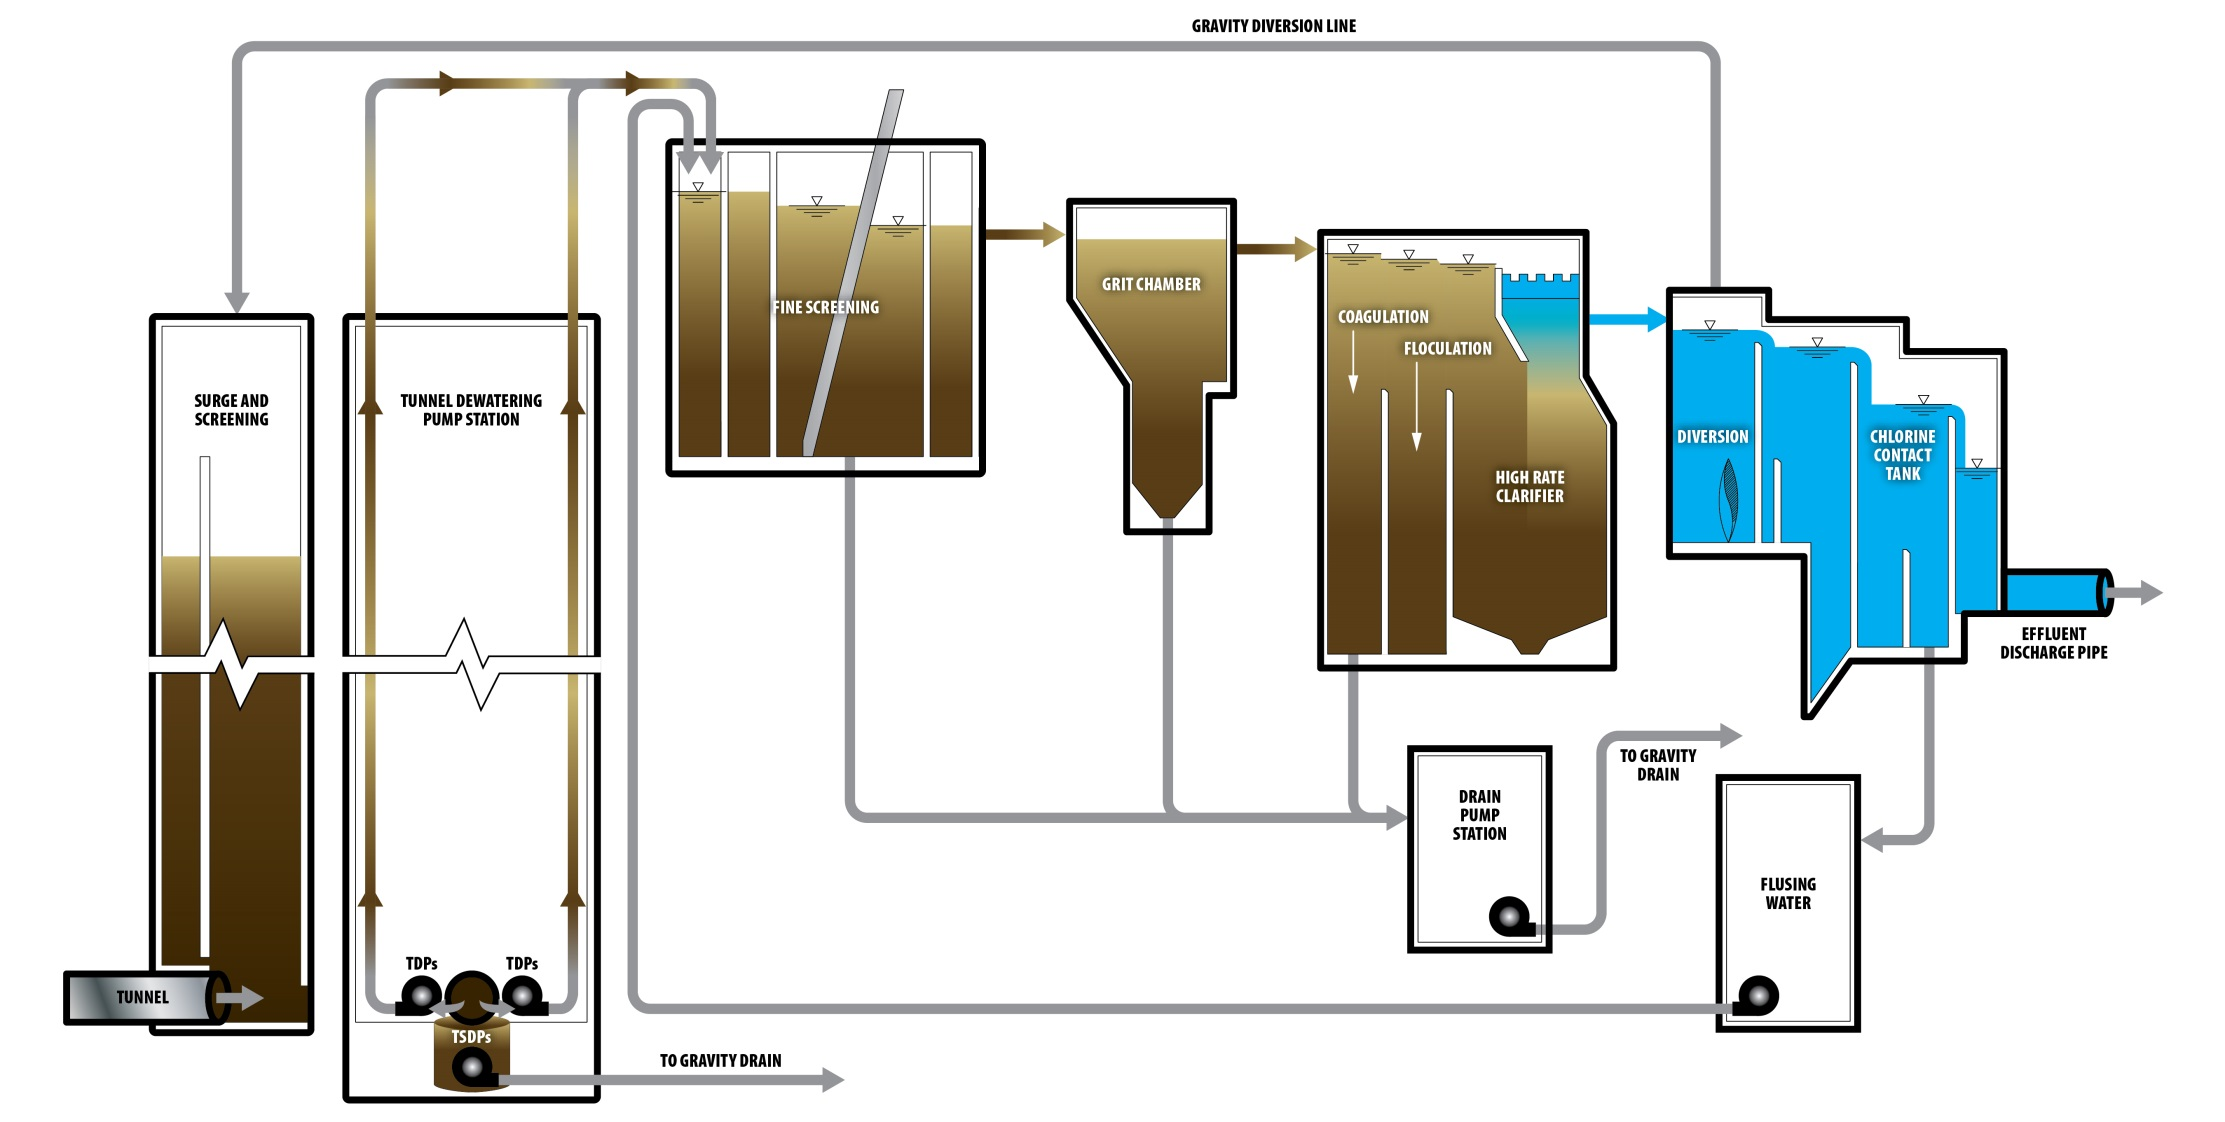 GRAVITY DIVERSION LINE
SURGE AND
SCREENING
TUNNEL DEWATERING
PUMP STATION
FINE SCREENING
GRIT CHAMBER
COAGULATION
FLOCULATION
HIGH RATE
CLARIFIER
DIVERSION
CHLORINE
CONTACT
TANK
EFFLUENT
DISCHARGE PIPE
TO GRAVITY
DRAIN
DRAIN
PUMP
STATION
FLUSING
WATER
TUNNEL
TDPs
TDPs
TSDPs
TO GRAVITY DRAIN